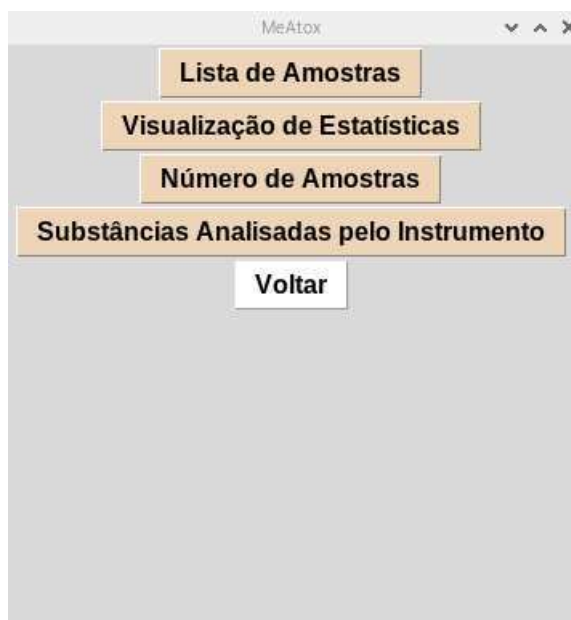 MeAtox
Lista de Amostras
Visualização de Estatísticas
Número de Amostras
Substâncias Analisadas pelo Instrumento
Voltar